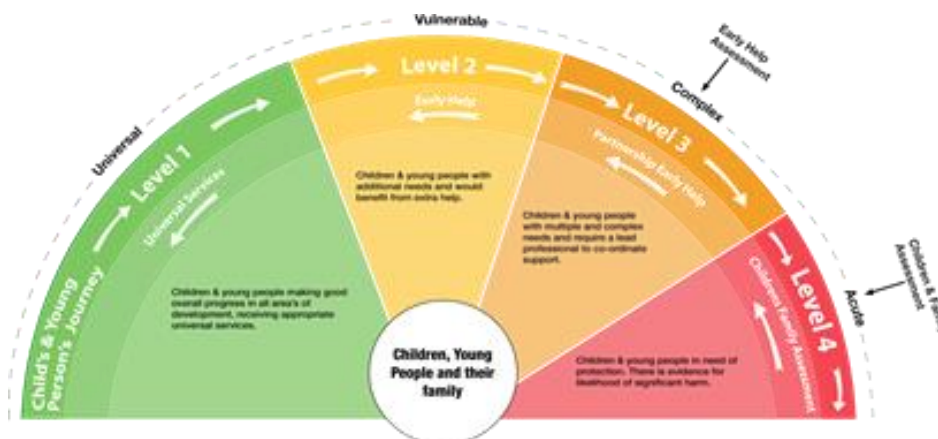 Vulnerable
Early Help
Assessment
Universal
Complex
Level 1
Level 2
Level 3
Universal Services
Early Help
Partnership Early Help
Children & young people with
additional needs and would
benefit from extra help.
Children & young people
with multiple and complex
needs and require a lead
professional to co-ordinate
support.
Children & young people making good
overall progress in all area's of
development, receiving appropriate
universal services.
Child's & Young
Person's Journey
Children, Young
People and their
family
Children & young people in need of
protection. There is evidence for
likelihood of significant harm.
Level 4
Childrens Family Assessment
Acute
Children &
Assessment